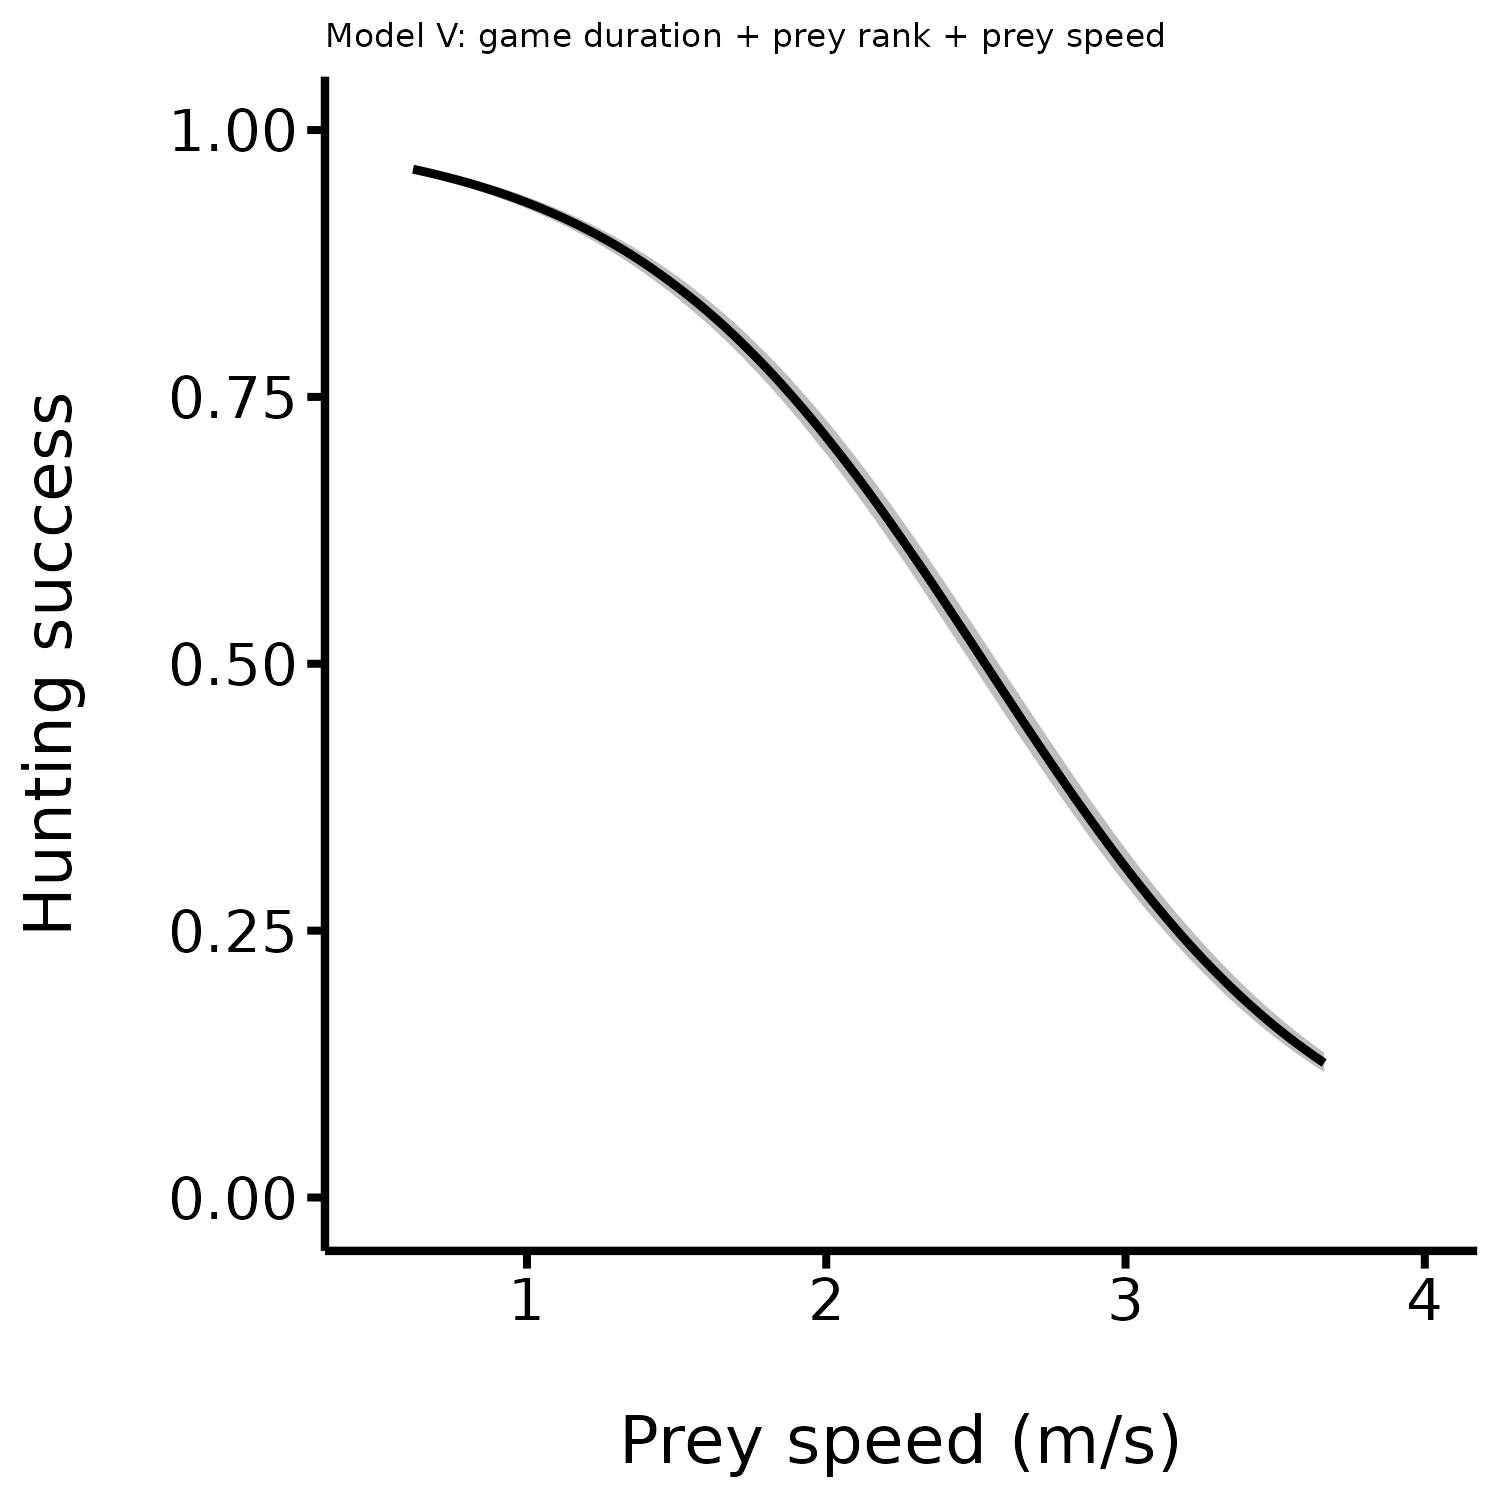 Model V: game duration + prey rank + prey speed
1.00
0.75
0.50
0.25
0.00
Hunting success
1 2 3 4
Prey speed (m/s)